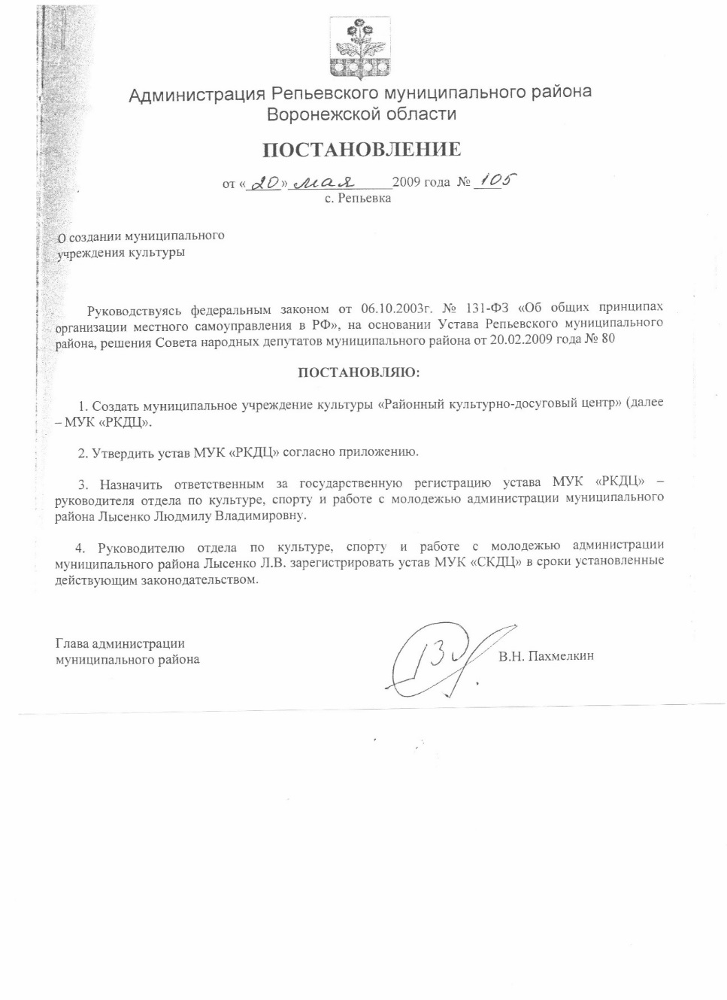 Администрация Репьевского муниципального района
Воронежской области
ПОСТАНОВЛЕНИЕ
от «20» мая 2009 года № 105
с. Репьевка
О создании муниципального
учреждения культуры
Руководствуясь федеральным законом от 06.10.2003г. № 131-ФЗ «Об общих принципах
организации местного самоуправления в РФ», на основании Устава Репьевского муниципального
района, решения Совета народных депутатов муниципального района от 20.02.2009 года № 80
ПОСТАНОВЛЯЮ:
1. Создать муниципальное учреждение культуры «Районный культурно-досуговый центр» (далее
– МУК «РКДЦ».
2. Утвердить устав МУК «РКДЦ» согласно приложению.
3. Назначить ответственным за государственную регистрацию устава МУК «РКДЦ» –
руководителя отдела по культуре, спорту и работе с молодежью администрации муниципального
района Лысенко Людмилу Владимировну.
4. Руководителю отдела по культуре, спорту и работе с молодежью администрации
муниципального района Лысенко Л.В. зарегистрировать устав МУК «СКДЦ» в сроки установленные
действующим законодательством.
Глава администрации
муниципального района
В.Н. Пахмелкин